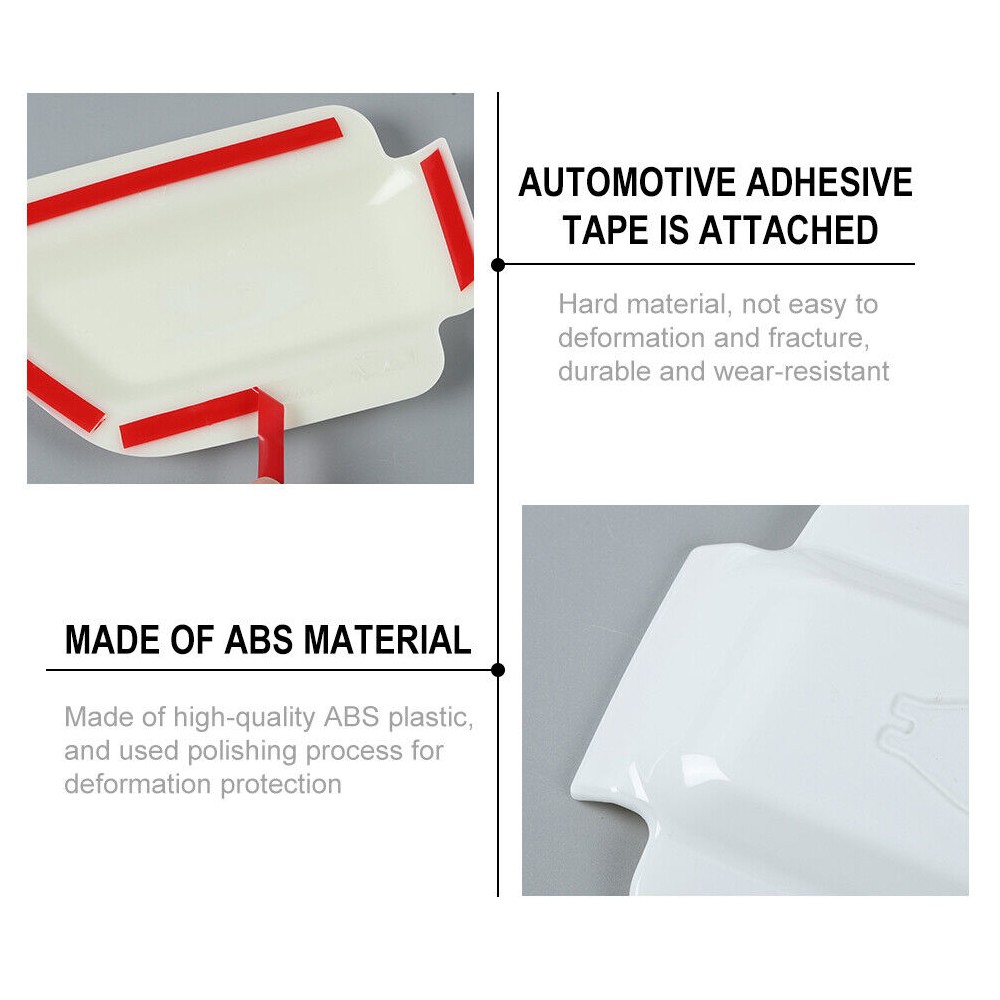 AUTOMOTIVE ADHESIVE
TAPE IS ATTACHED
Hard material, not easy to
deformation and fracture,
durable and wear-resistant
MADE OF ABS MATERIAL
Made of high-quality ABS plastic,
and used polishing process for
deformation protection